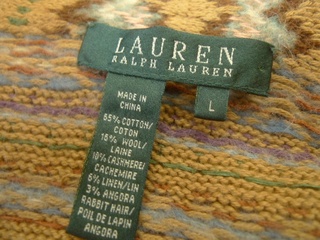 LAUREN
RALPH LAUREN
L
MADE IN
CHINA
55% COTTON/
COTON
15% WOOL/
LAINE
10% CASHMERE/
CACHEMIRE
6% LINEN/LIN
3% ANGORA
RABBIT HAIR/
POIL DE LAPIN
ANGORA